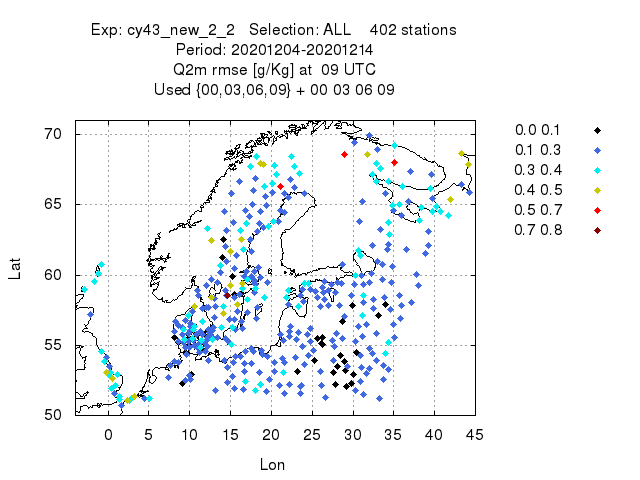 Exp: cy43_new_2_2 Selection: ALL 402 stations
Period: 20201204-20201214
Q2m rmse [g/Kg] at 09 UTC
Used {00,03,06,09} + 00 03 06 09
70
65
60
55
50
Lat
0 5 10 15 20 25 30 35 40 45
Lon
0.0 0.1
0.1 0.3
0.3 0.4
0.4 0.5
0.5 0.7
0.7 0.8